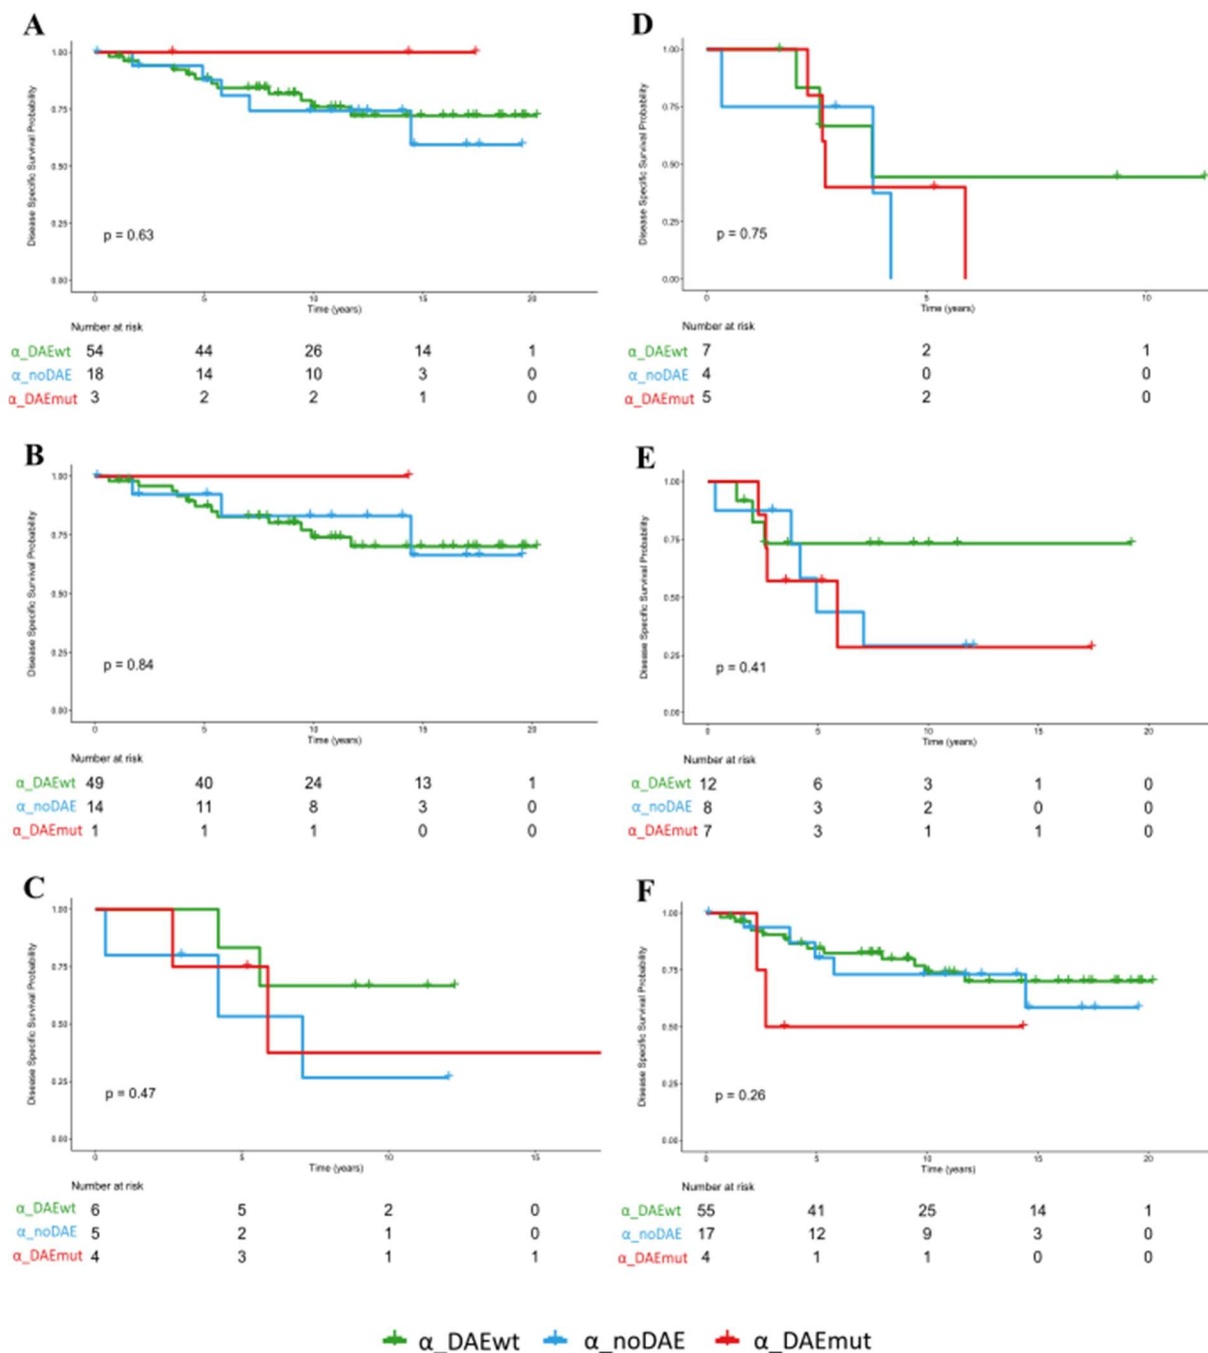 A
Disease Specific Survival Probability
1.00
0.75
0.50
0.25
0.00
p = 0.63
0 5 10 15 20
Time (years)
Number at risk
α_DAEwt 54 44 26 14 1
α_noDAE 18 14 10 3 0
α_DAEmut 3 2 2 1 0
D
Disease Specific Survival Probability
1.00
0.75
0.50
0.25
0.00
p = 0.75
0 5 10
Time (years)
Number at risk
α_DAEwt 7 2 1
α_noDAE 4 0 0
α_DAEmut 5 2 0
B
Disease Specific Survival Probability
1.00
0.75
0.50
0.25
0.00
p = 0.84
0 5 10 15 20
Time (years)
Number at risk
α_DAEwt 49 40 24 13 1
α_noDAE 14 11 8 3 0
α_DAEmut 1 1 1 0 0
E
Disease Specific Survival Probability
1.00
0.75
0.50
0.25
0.00
p = 0.41
0 5 10 15 20
Time (years)
Number at risk
α_DAEwt 12 6 3 1 0
α_noDAE 8 3 2 0 0
α_DAEmut 7 3 1 1 0
C
Disease Specific Survival Probability
1.00
0.75
0.50
0.25
0.00
p = 0.47
0 5 10 15
Time (years)
Number at risk
α_DAEwt 6 5 2 0
α_noDAE 5 2 1 0
α_DAEmut 4 3 1 1
F
Disease Specific Survival Probability
1.00
0.75
0.50
0.25
0.00
p = 0.26
0 5 10 15 20
Time (years)
Number at risk
α_DAEwt 55 41 25 14 1
α_noDAE 17 12 9 3 0
α_DAEmut 4 1 1 0 0
α_DAEwt α_noDAE α_DAEmut